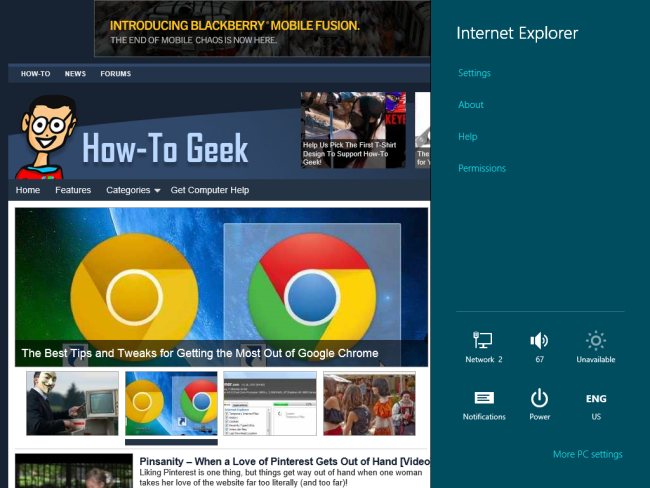 INTRODUCING BLACKBERRY® MOBILE FUSION.
THE END OF MOBILE CHAOS IS NOW HERE.
HOW-TO NEWS FORUMS
How-To Geek
KEYE
Help Us Pick The First T-Shirt
Design To Support How-To
Geek!
The
for
Home Features Categories Get Computer Help
The Best Tips and Tweaks for Getting the Most Out of Google Chrome
Pinsanity – When a Love of Pinterest Gets Out of Hand [Video
Liking Pinterest is one thing, but things get way out of hand when one woman
takes her love of the website far too literally (and too far)!
Internet Explorer
Settings
About
Help
Permissions
Network 2
67
Unavailable
Notifications
Power
ENG
US
More PC settings